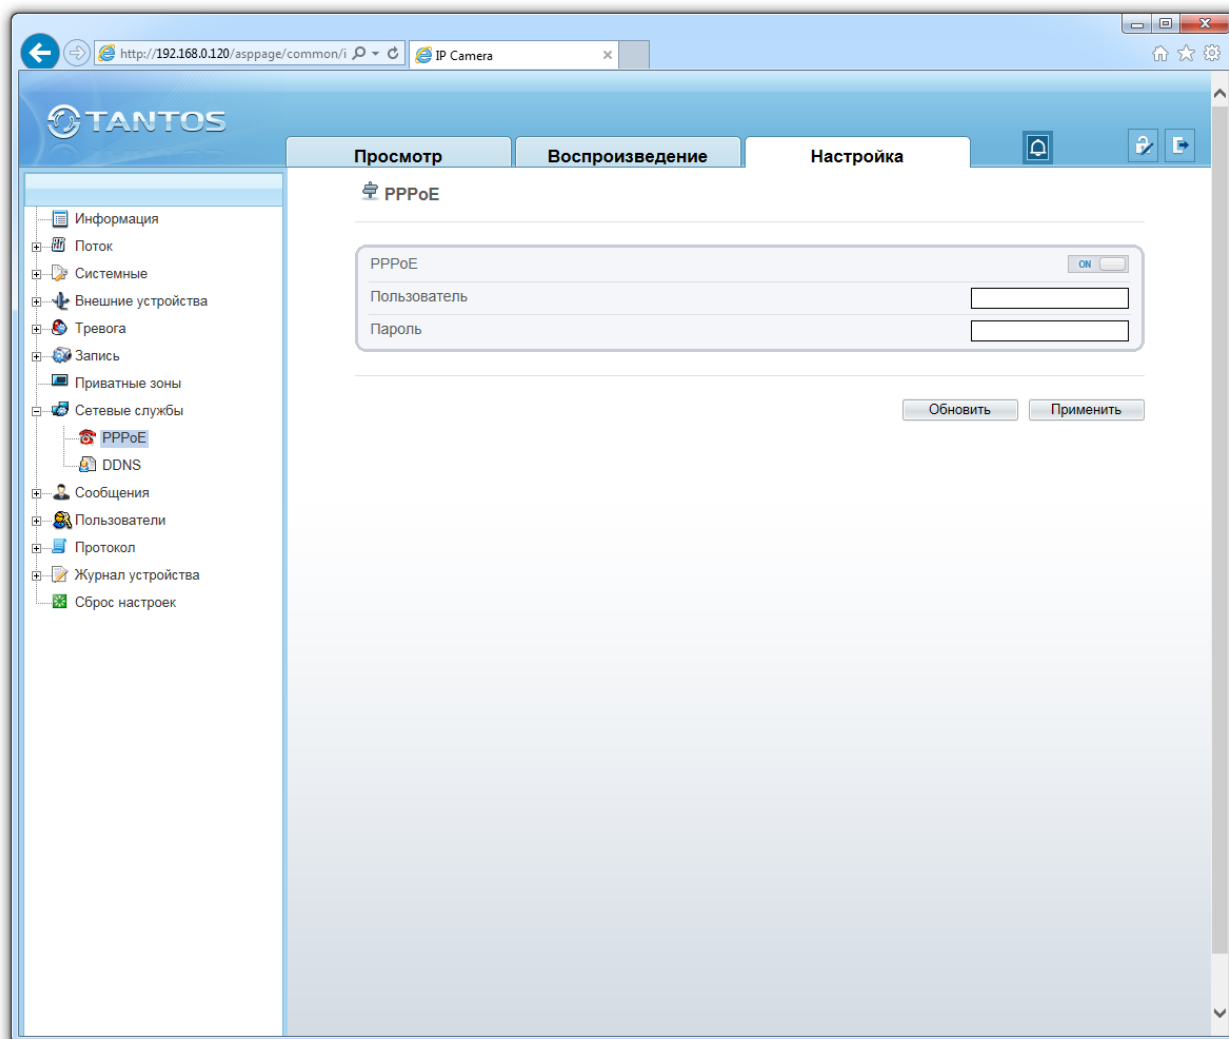 http://192.168.0.120/asppage/common/i
IP Camera
TANTOS
Просмотр
Воспроизведение
Настройка
PPPoE
Информация
Поток
Системные
Внешние устройства
Тревога
Запись
Приватные зоны
Сетевые службы
PPPoE
DDNS
Сообщения
Пользователи
Протокол
Журнал устройства
Сброс настроек
PPPoE
ON
Пользователь
Пароль
Обновить
Применить